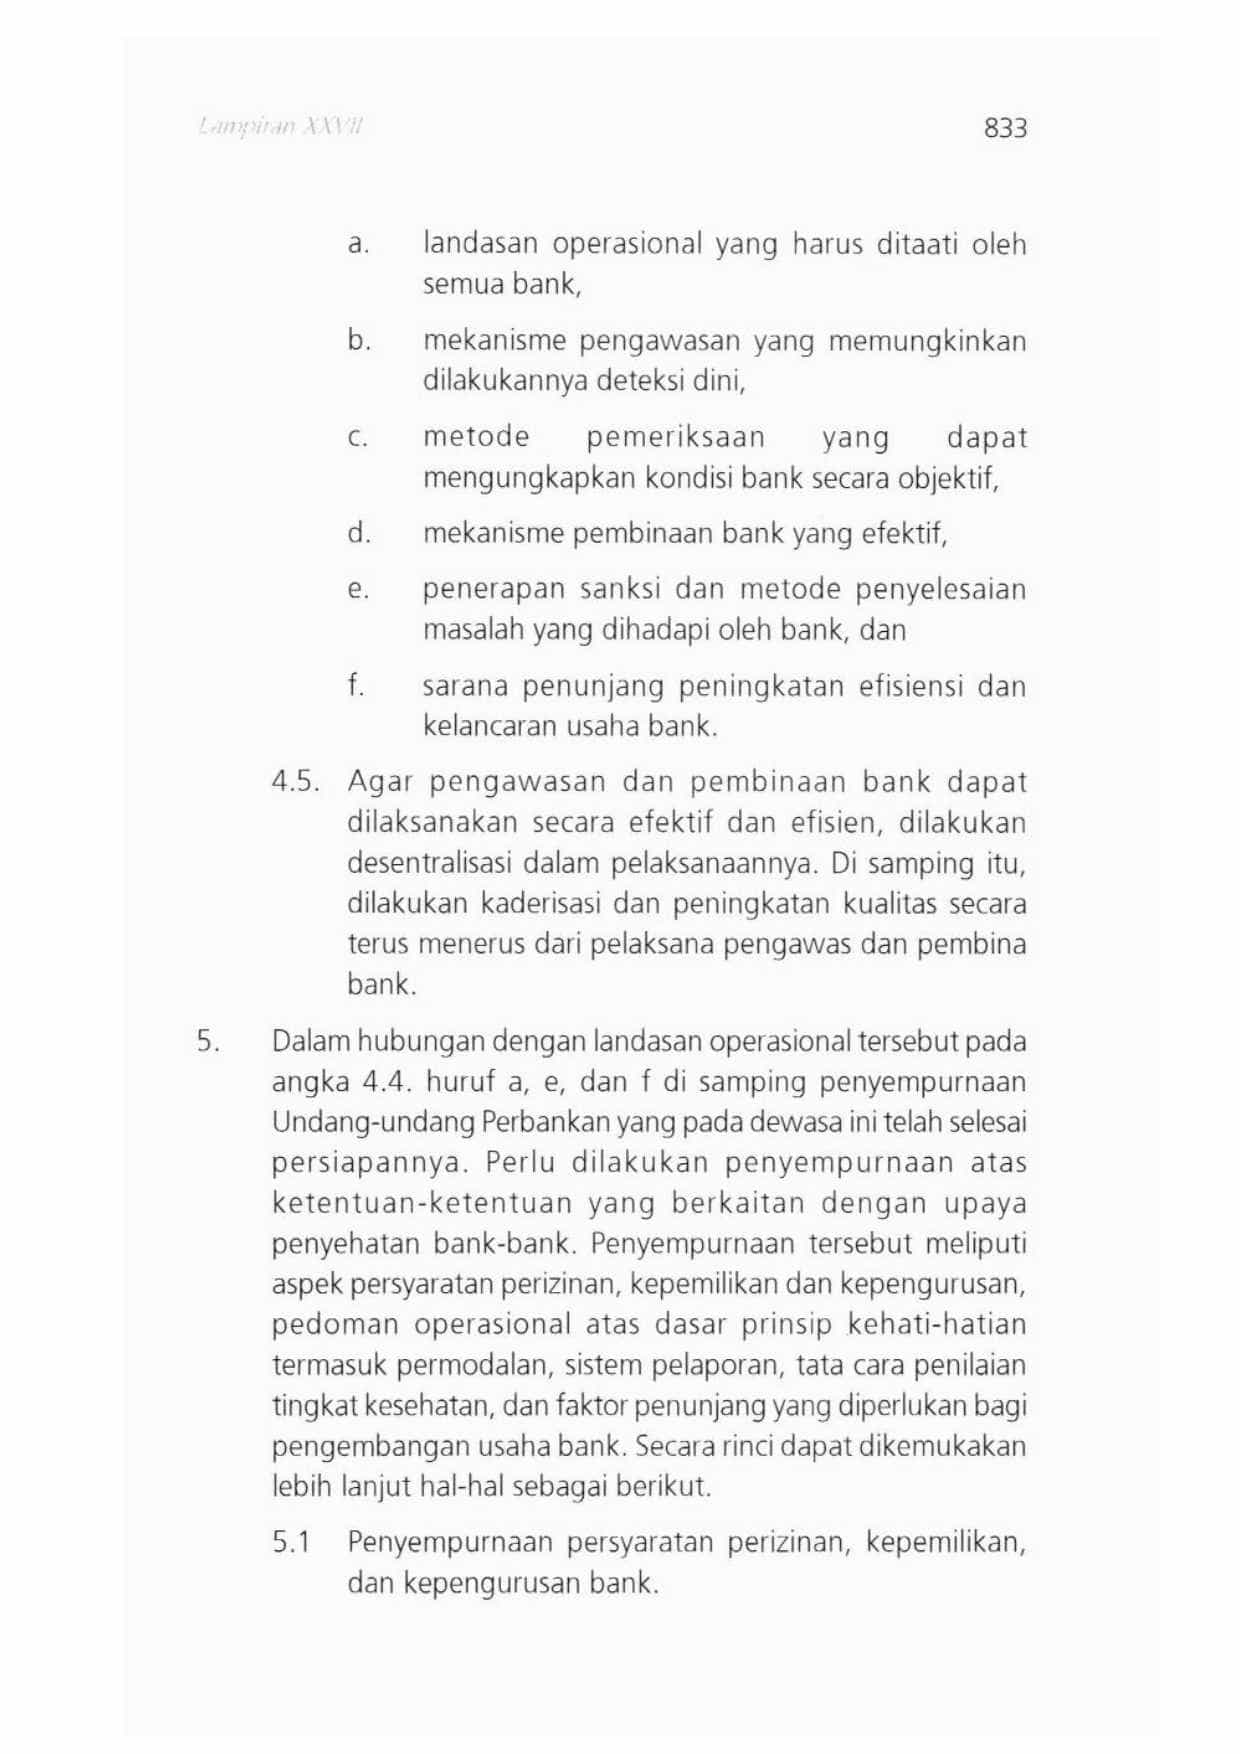 Lampiran XXVII 833
a. landasan operasional yang harus ditaati oleh
semua bank,
b. mekanisme pengawasan yang memungkinkan
dilakukannya deteksi dini,
c. metode pemeriksaan yang dapat
mengungkapkan kondisi bank secara objektif,
d. mekanisme pembinaan bank yang efektif,
e. penerapan sanksi dan metode penyelesaian
masalah yang dihadapi oleh bank, dan
f. sarana penunjang peningkatan efisiensi dan
kelancaran usaha bank.
4.5. Agar pengawasan dan pembinaan bank dapat
dilaksanakan secara efektif dan efisien, dilakukan
desentralisasi dalam pelaksanaannya. Di samping itu,
dilakukan kaderisasi dan peningkatan kualitas secara
terus menerus dari pelaksana pengawas dan pembina
bank.
5. Dalam hubungan dengan landasan operasional tersebut pada
angka 4.4. huruf a, e, dan f di samping penyempurnaan
Undang-undang Perbankan yang pada dewasa ini telah selesai
persiapannya. Perlu dilakukan penyempurnaan atas
ketentuan-ketentuan yang berkaitan dengan upaya
penyehatan bank-bank. Penyempurnaan tersebut meliputi
aspek persyaratan perizinan, kepemilikan dan kepengurusan,
pedoman operasional atas dasar prinsip kehati-hatian
termasuk permodalan, sistem pelaporan, tata cara penilaian
tingkat kesehatan, dan faktor penunjang yang diperlukan bagi
pengembangan usaha bank. Secara rinci dapat dikemukakan
lebih lanjut hal-hal sebagai berikut.
5.1 Penyempurnaan persyaratan perizinan, kepemilikan,
dan kepengurusan bank.